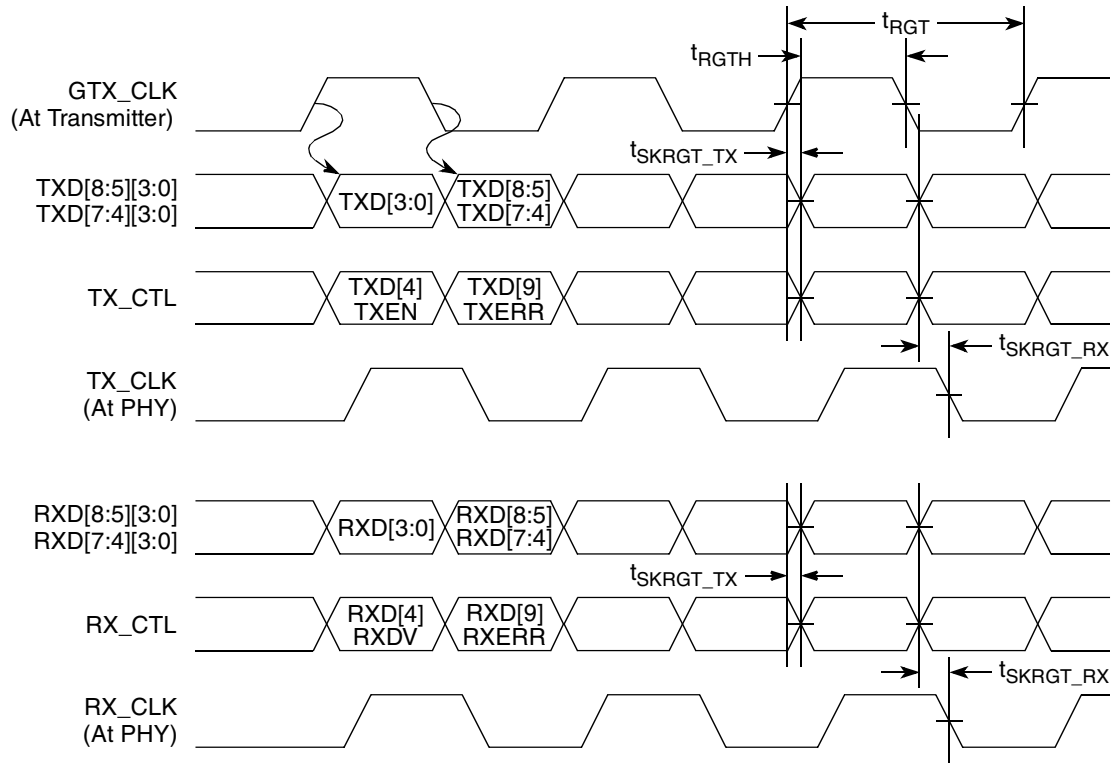 tRGT
tRGTH
GTX_CLK
(At Transmitter)
tSKRGT_TX
TXD[8:5][3:0]
TXD[7:4][3:0]
TXD[3:0]
TXD[8:5]
TXD[7:4]
TX_CTL
TXD[4]
TXEN
TXD[9]
TXERR
tSKRGT_RX
TX_CLK
(At PHY)
RXD[8:5][3:0]
RXD[7:4][3:0]
RXD[3:0]
RXD[8:5]
RXD[7:4]
tSKRGT_TX
RX_CTL
RXD[4]
RXDV
RXD[9]
RXERR
tSKRGT_RX
RX_CLK
(At PHY)